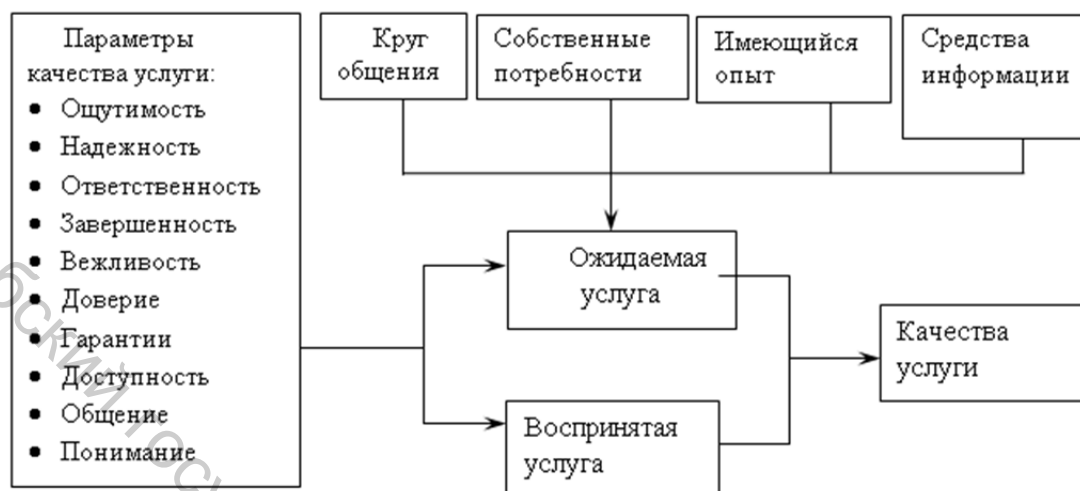 Параметры
качества услуги:
Ощутимость
Надежность
Ответственность
Завершенность
Вежливость
Доверие
Гарантии
Доступность
Общение
Понимание
Круг
общения
Собственные
потребности
Имеющийся
опыт
Средства
информации
Ожидаемая
услуга
Воспринятая
услуга
Качества
услуги